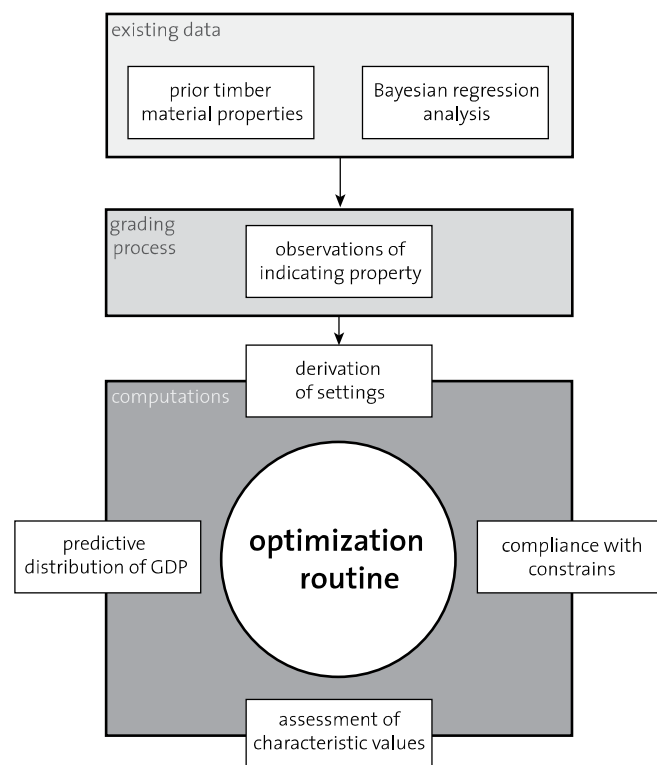 existing data
prior timber
material properties
Bayesian regression
analysis
grading
process
observations of
indicating property
derivation
of settings
computations
predictive
distribution of GDP
optimization
routine
compliance with
constrains
assessment of
characteristic values